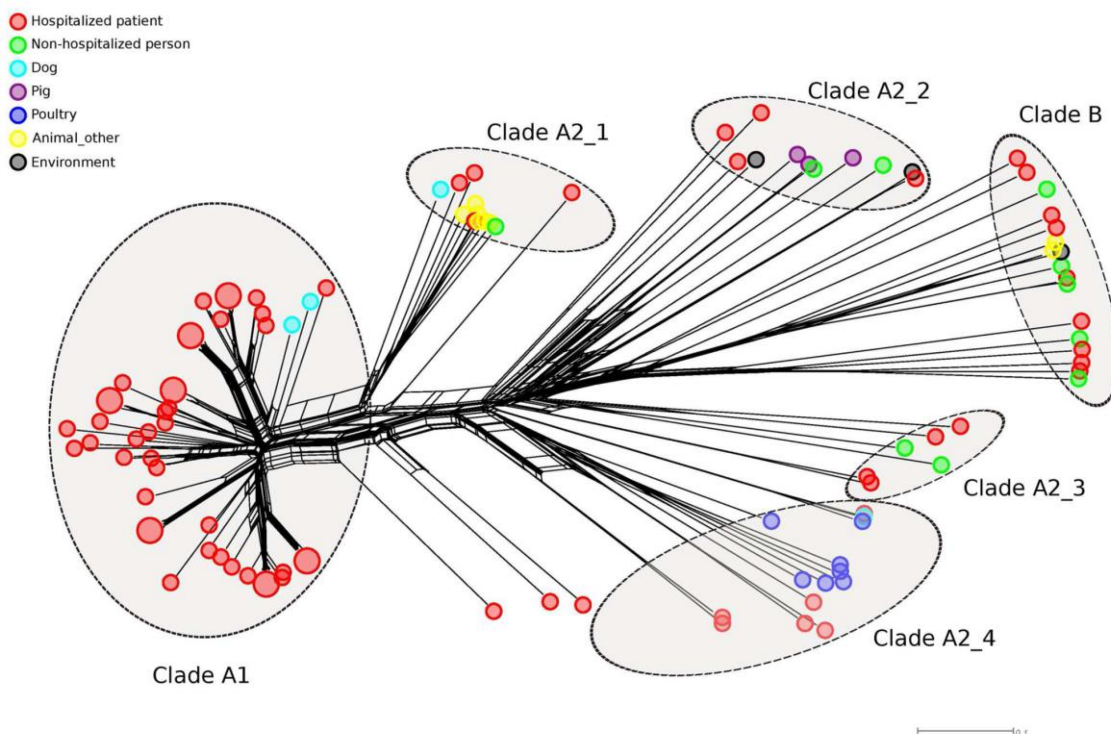 Hospitalized patient
Non-hospitalized person
Dog
Pig
Poultry
Animal_other
Environment
Clade A2_1
Clade A2_2
Clade B
Clade A2_3
Clade A2_4
Clade A1